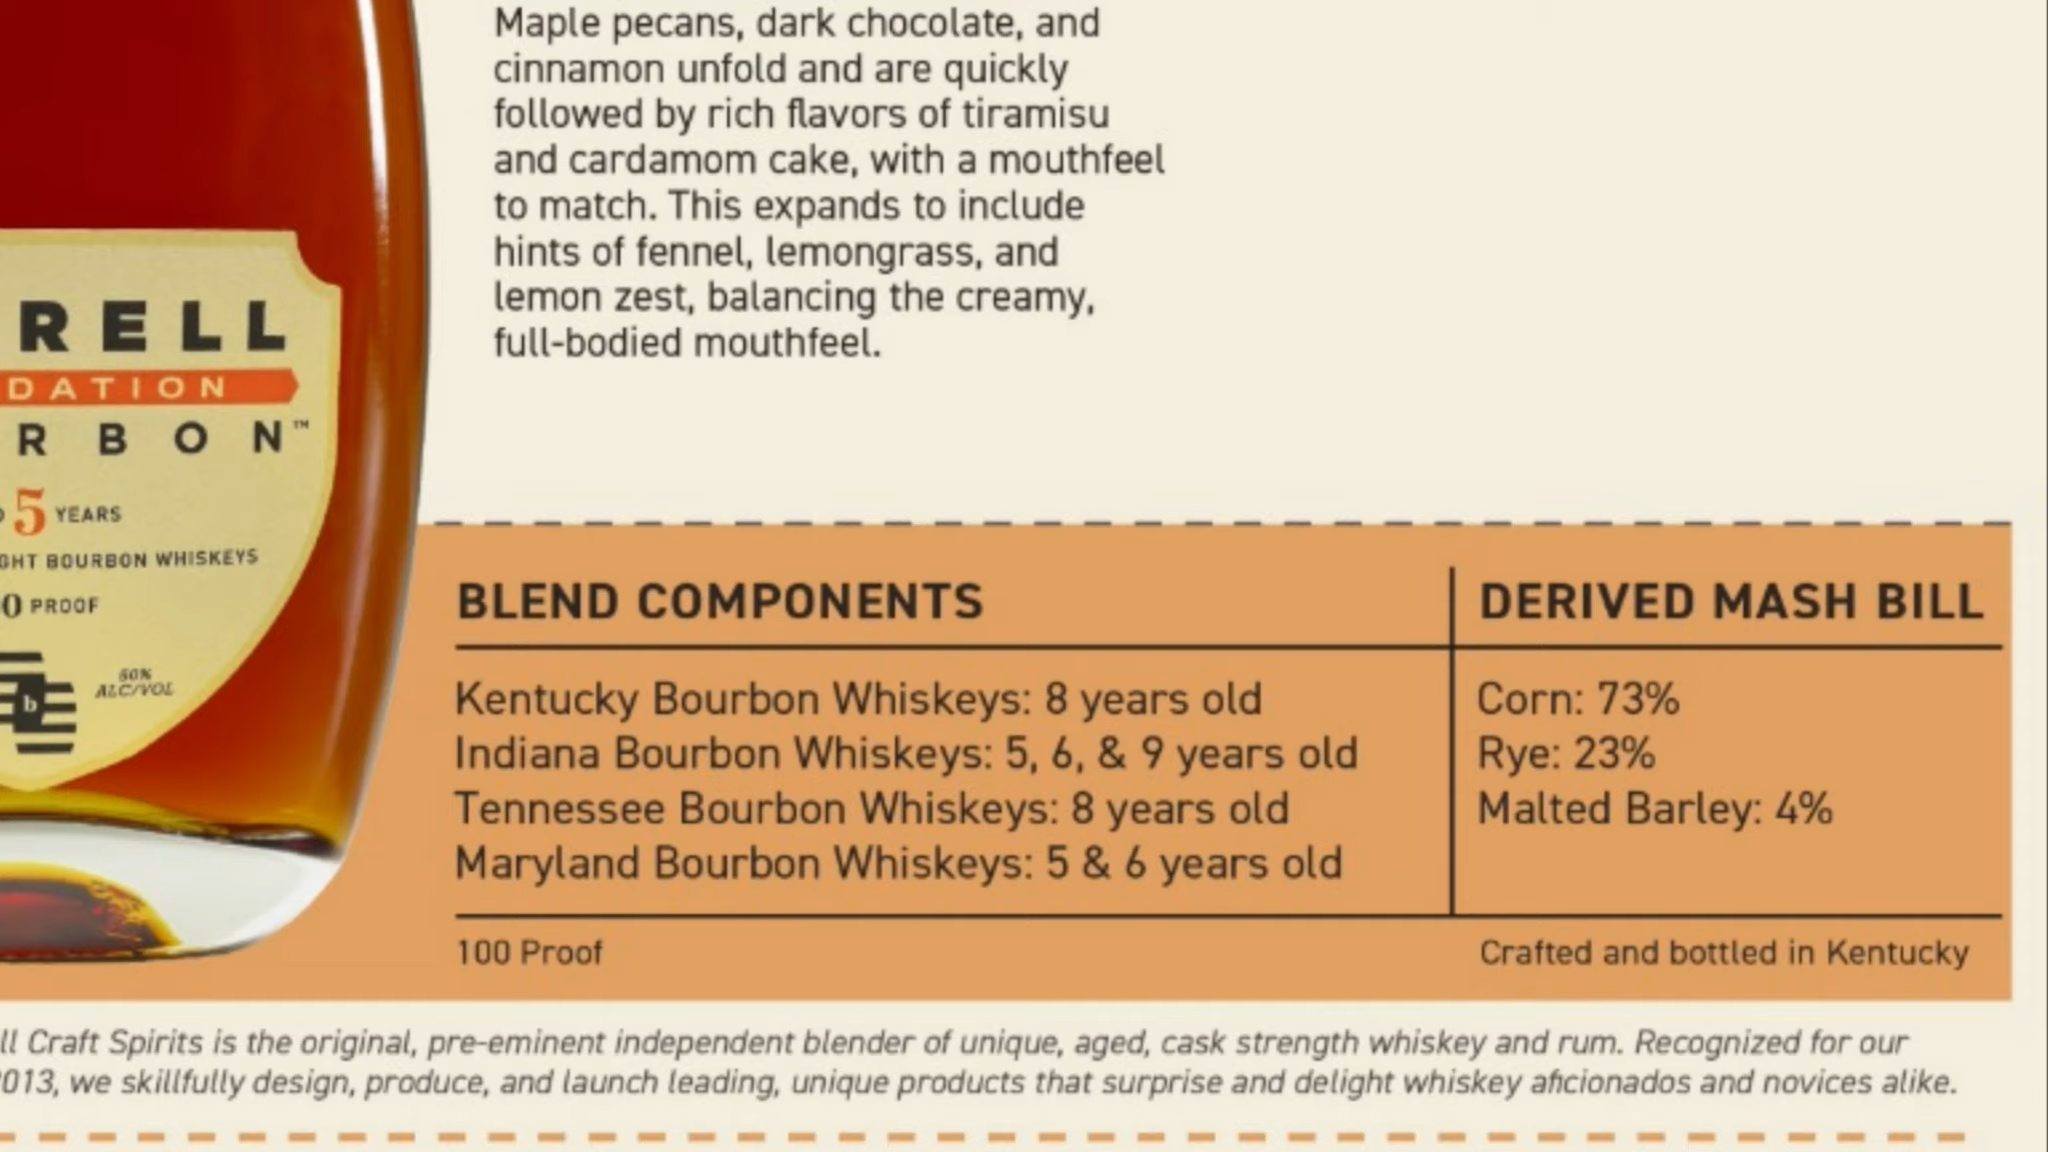 Maple pecans, dark chocolate, and
cinnamon unfold and are quickly
followed by rich flavors of tiramisu
and cardamom cake, with a mouthfeel
to match. This expands to include
hints of fennel, lemongrass, and
lemon zest, balancing the creamy,
full-bodied mouthfeel.
RELL
DATION
RBON™
5 YEARS
GHT BOURBON WHISKEYS
0 PROOF
b
50%
ALC/VOL
BLEND COMPONENTS
Kentucky Bourbon Whiskeys: 8 years old
Indiana Bourbon Whiskeys: 5, 6, & 9 years old
Tennessee Bourbon Whiskeys: 8 years old
Maryland Bourbon Whiskeys: 5 & 6 years old
100 Proof
DERIVED MASH BILL
Corn: 73%
Rye: 23%
Malted Barley: 4%
Crafted and bottled in Kentucky
ll Craft Spirits is the original, pre-eminent independent blender of unique, aged, cask strength whiskey and rum. Recognized for our
2013, we skillfully design, produce, and launch leading, unique products that surprise and delight whiskey aficionados and novices alike.